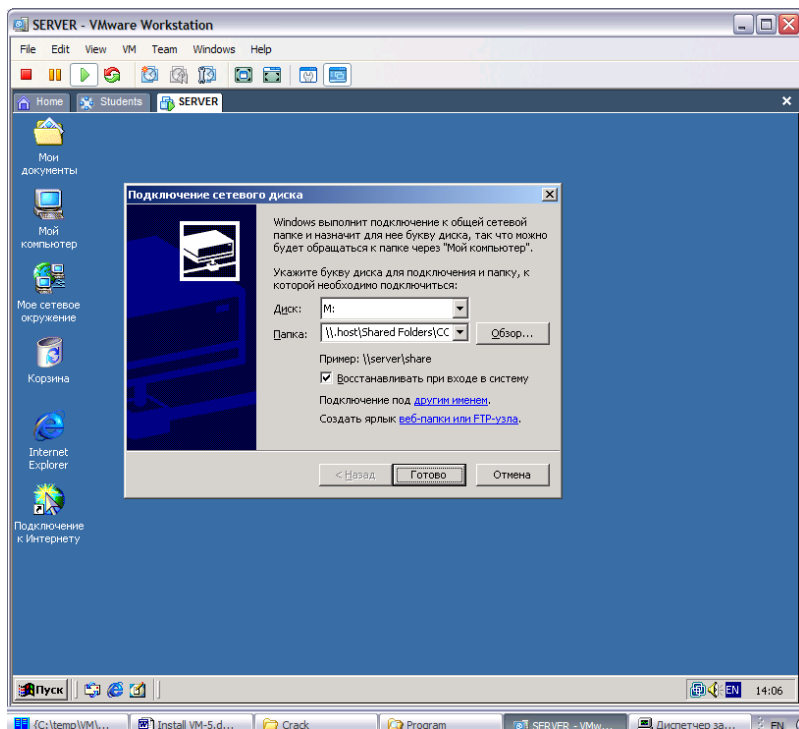 SERVER - VMware Workstation
File Edit View VM Team Windows Help
Home Students SERVER
Мои
документы
Мой
компьютер
Мое сетевое
окружение
Корзина
Internet
Explorer
Подключение
к Интернету
Подключение сетевого диска
Windows выполнит подключение к общей сетевой
папке и назначит для нее букву диска, так что можно
будет обращаться к папке через "Мой компьютер".
Укажите букву диска для подключения и папку, к
которой необходимо подключиться:
Диск: M:
Папка: \\.host\Shared Folders\CC Обзор...
Пример: \\server\share
Восстанавливать при входе в систему
Подключение под другим именем.
Создать ярлык веб-папки или FTP-узла.
< Назад Готово Отмена
Пуск EN 14:06
{C:\temp\VM\... Install VM-5.d... Crack Program SERVER - VMw... Диспетчер за... EN